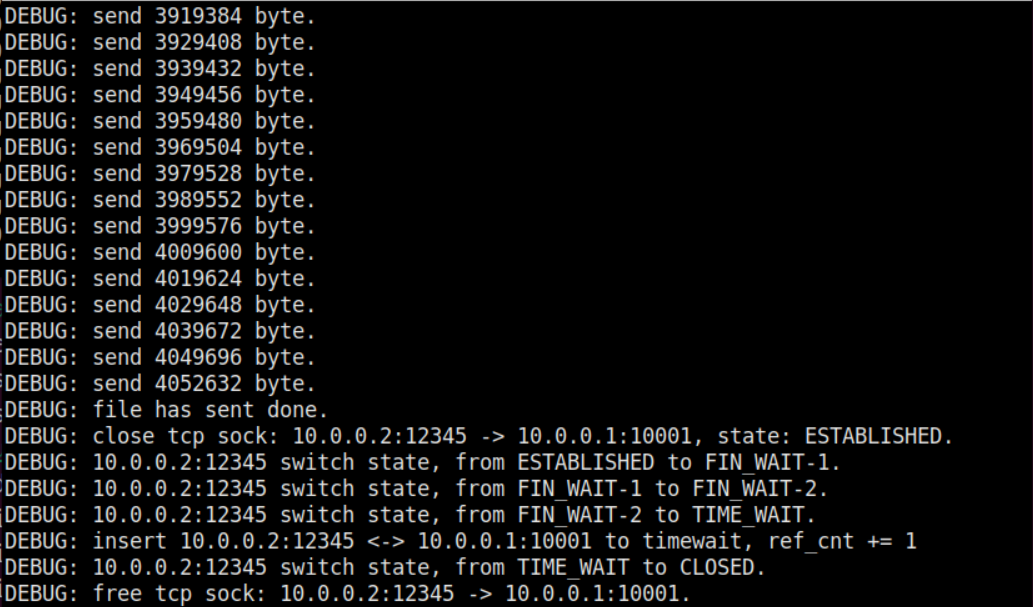 DEBUG: send 3919384 byte.
DEBUG: send 3929408 byte.
DEBUG: send 3939432 byte.
DEBUG: send 3949456 byte.
DEBUG: send 3959480 byte.
DEBUG: send 3969504 byte.
DEBUG: send 3979528 byte.
DEBUG: send 3989552 byte.
DEBUG: send 3999576 byte.
DEBUG: send 4009600 byte.
DEBUG: send 4019624 byte.
DEBUG: send 4029648 byte.
DEBUG: send 4039672 byte.
DEBUG: send 4049696 byte.
DEBUG: send 4052632 byte.
DEBUG: file has sent done.
DEBUG: close tcp sock: 10.0.0.2:12345 -> 10.0.0.1:10001, state: ESTABLISHED.
DEBUG: 10.0.0.2:12345 switch state, from ESTABLISHED to FIN_WAIT-1.
DEBUG: 10.0.0.2:12345 switch state, from FIN_WAIT-1 to FIN_WAIT-2.
DEBUG: 10.0.0.2:12345 switch state, from FIN_WAIT-2 to TIME_WAIT.
DEBUG: insert 10.0.0.2:12345 <-> 10.0.0.1:10001 to timewait, ref_cnt += 1
DEBUG: 10.0.0.2:12345 switch state, from TIME_WAIT to CLOSED.
DEBUG: free tcp sock: 10.0.0.2:12345 -> 10.0.0.1:10001.